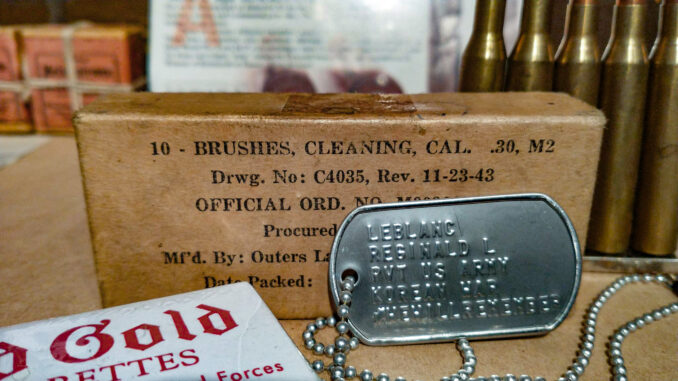 10 - BRUSHES, CLEANING, CAL. .30, M2
Drwg. No: C4035, Rev. 11-23-43
OFFICIAL ORD. NO.
Procured
Mf'd. By: Outers
Date Packed:
LEBLANC
REGINALD L
PVT US ARMY
KOREAN WAR
#WEWILLREMEMBER
d Gold
RETTES
Forces
A